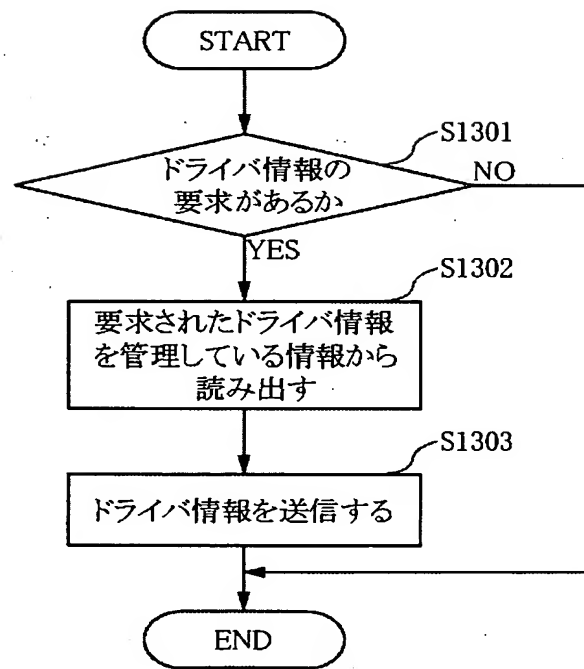 START
S1301
ドライバ情報の
要求があるか
NO
YES
S1302
要求されたドライバ情報
を管理している情報から
読み出す
S1303
ドライバ情報を送信する
END